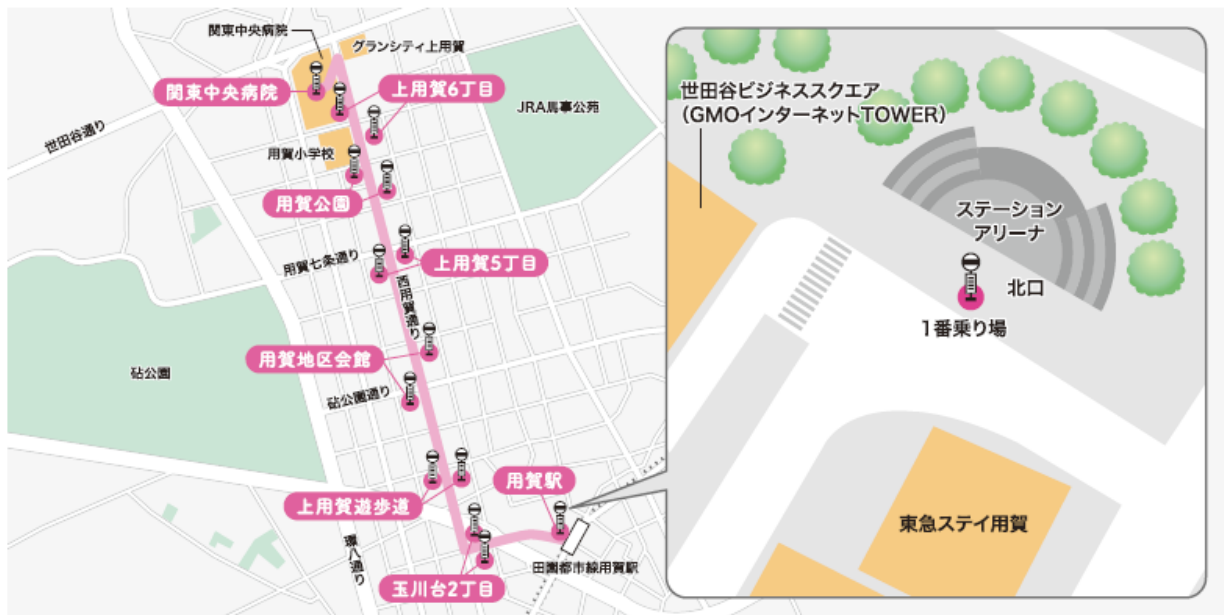 関東中央病院
グランシティ上用賀
関東中央病院
上用賀6丁目
JRA馬事公苑
世田谷通り
用賀小学校
用賀公園
上用賀5丁目
用賀七条通り
西用賀通り
用賀地区会館
砧公園
砧公園通り
上用賀遊歩道
用賀駅
環八通り
玉川台2丁目
田園都市線用賀駅
世田谷ビジネススクエア
(GMOインターネットTOWER)
ステーション
アリーナ
北口
1番乗り場
東急ステイ用賀